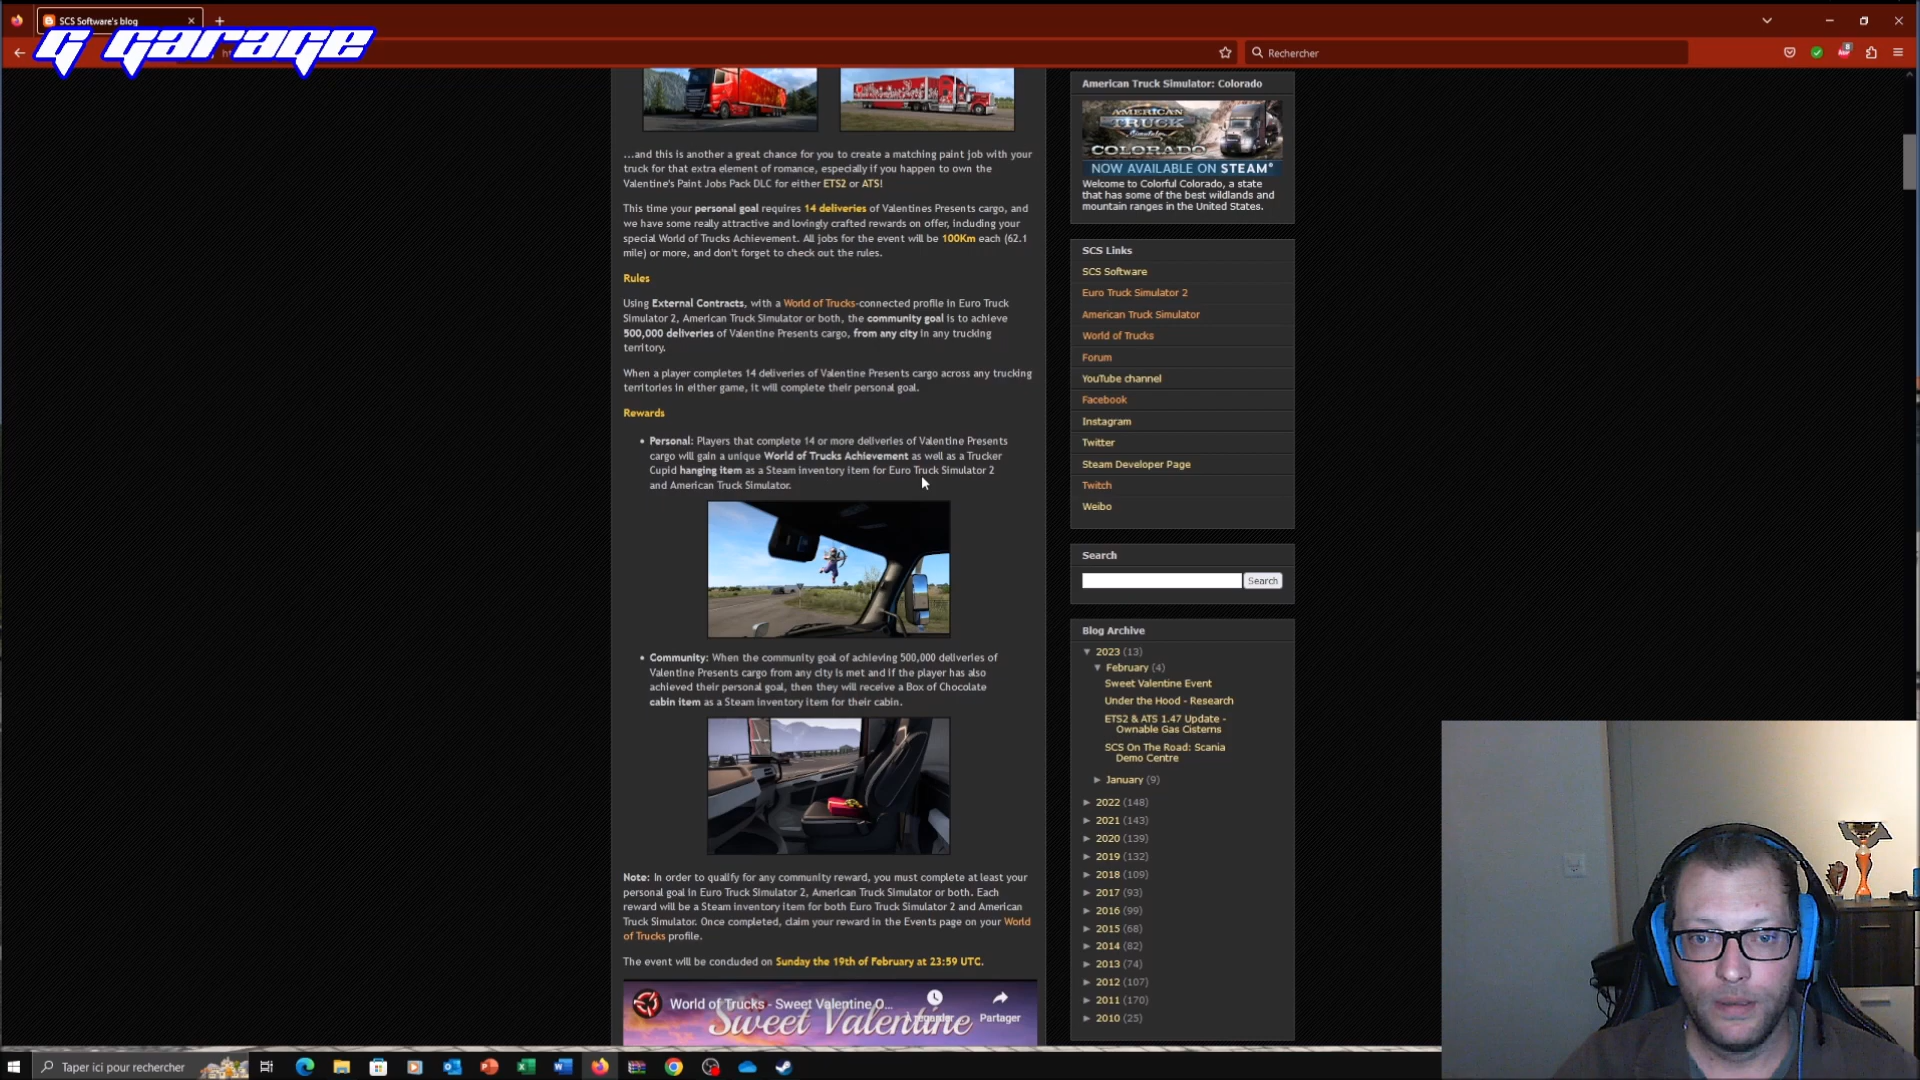 SCS Software's blog
G GARAGE
Rechercher
...and this is another a great chance for you to create a matching paint job with your
truck for that extra element of romance, especially if you happen to own the
Valentine's Paint Jobs Pack DLC for either ETS2 or ATS!
This time your personal goal requires 14 deliveries of Valentines Presents cargo, and
we have some really attractive and lovingly crafted rewards on offer, including your
special World of Trucks Achievement. All jobs for the event will be 100Km each (62.1
mile) or more, and don't forget to check out the rules.
Rules
Using External Contracts, with a World of Trucks-connected profile in Euro Truck
Simulator 2, American Truck Simulator or both, the community goal is to achieve
500,000 deliveries of Valentine Presents cargo, from any city in any trucking
territory.
When a player completes 14 deliveries of Valentine Presents cargo across any trucking
territories in either game, it will complete their personal goal.
Rewards
• Personal: Players that complete 14 or more deliveries of Valentine Presents
cargo will gain a unique World of Trucks Achievement as well as a Trucker
Cupid hanging item as a Steam inventory item for Euro Truck Simulator 2
and American Truck Simulator.
• Community: When the community goal of achieving 500,000 deliveries of
Valentine Presents cargo from any city is met and if the player has also
achieved their personal goal, then they will receive a Box of Chocolate
cabin item as a Steam inventory item for their cabin.
Note: In order to qualify for any community reward, you must complete at least your
personal goal in Euro Truck Simulator 2, American Truck Simulator or both. Each
reward will be a Steam inventory item for both Euro Truck Simulator 2 and American
Truck Simulator. Once completed, claim your reward in the Events page on your World
of Trucks profile.
The event will be concluded on Sunday the 19th of February at 23:59 UTC.
World of Trucks - Sweet Valentine O...
À regarder
Partager
Sweet Valentine
American Truck Simulator: Colorado
AMERICAN
TRUCK
Simulator
COLORADO
NOW AVAILABLE ON STEAM
Welcome to Colorful Colorado, a state
that has some of the best wildlands and
mountain ranges in the United States.
SCS Links
SCS Software
Euro Truck Simulator 2
American Truck Simulator
World of Trucks
Forum
YouTube channel
Facebook
Instagram
Twitter
Steam Developer Page
Twitch
Weibo
Search
Search
Blog Archive
▼ 2023 (13)
▼ February (4)
Sweet Valentine Event
Under the Hood - Research
ETS2 & ATS 1.47 Update -
Ownable Gas Cisterns
SCS On The Road: Scania
Demo Centre
► January (9)
► 2022 (148)
► 2021 (143)
► 2020 (139)
► 2019 (132)
► 2018 (109)
► 2017 (93)
► 2016 (99)
► 2015 (68)
► 2014 (82)
► 2013 (74)
► 2012 (107)
► 2011 (170)
► 2010 (25)
Taper ici pour rechercher